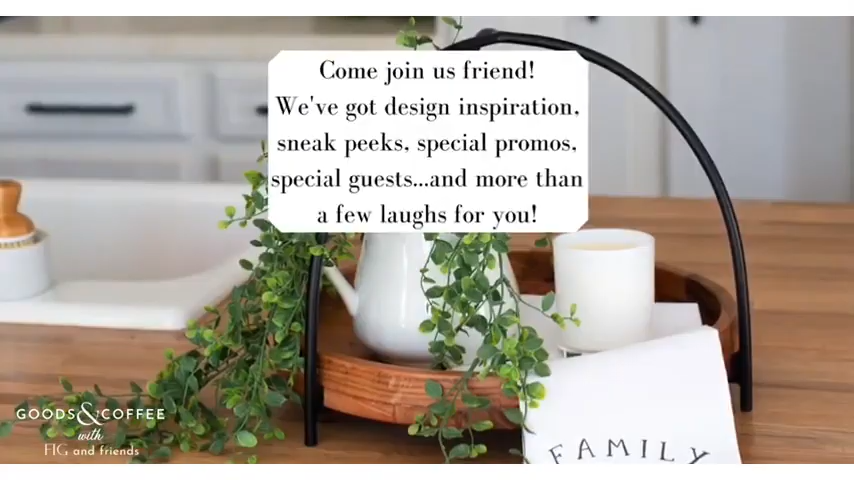 Come join us friend!
We've got design inspiration,
sneak peeks, special promos,
special guests...and more than
a few laughs for you!
GOODS & COFFEE
with
FIG and friends
FAMILY